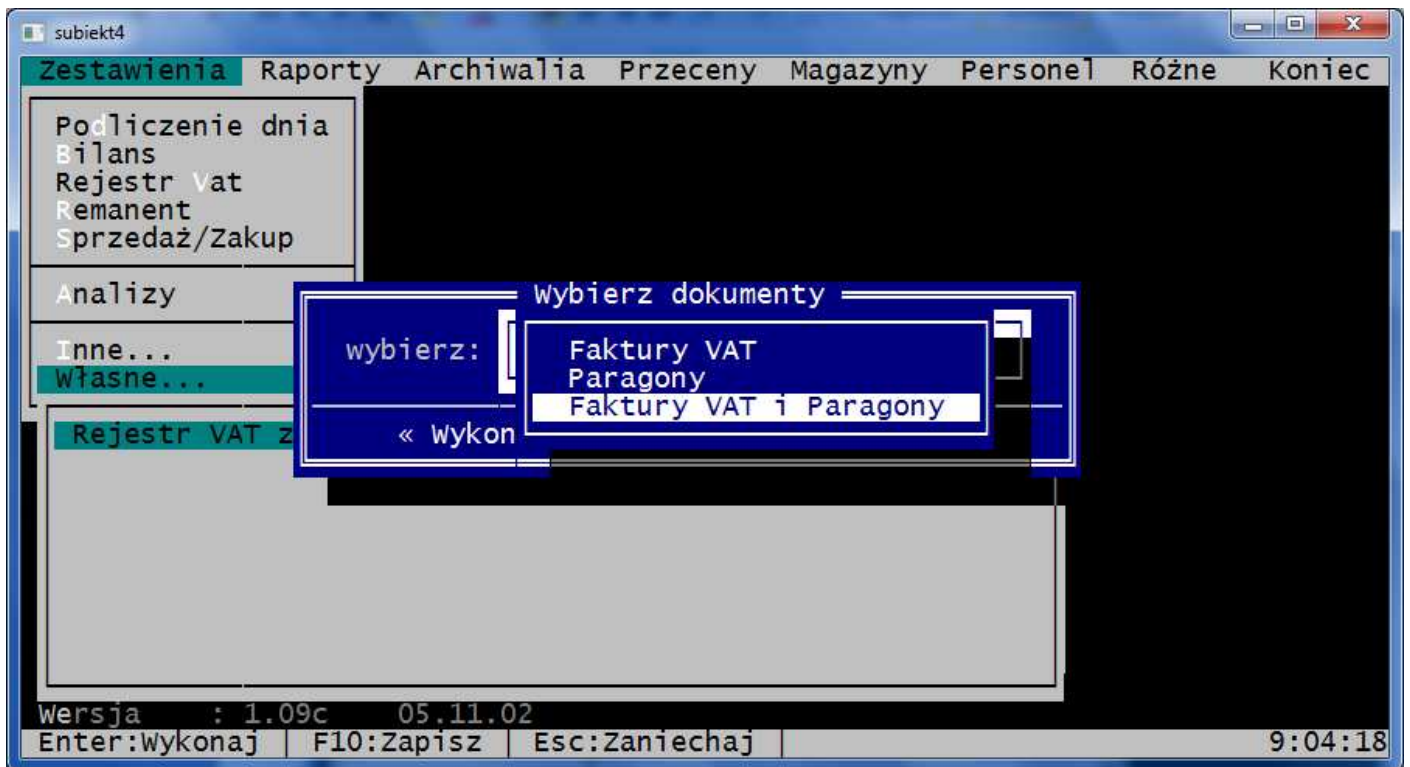 subiekt4
Zestawienia Raporty Archiwalia Przeceny Magazyny Personel Różne Koniec
Podliczenie dnia
Bilans
Rejestr Vat
Remanent
Sprzedaż/Zakup
Analizy
Inne...
Własne...
Rejestr VAT z
Wybierz dokumenty
wybierz:
Faktury VAT
Paragony
Faktury VAT i Paragony
« Wykon
Wersja : 1.09c 05.11.02
Enter:Wykonaj | F10:Zapisz | Esc:Zaniechaj | 9:04:18